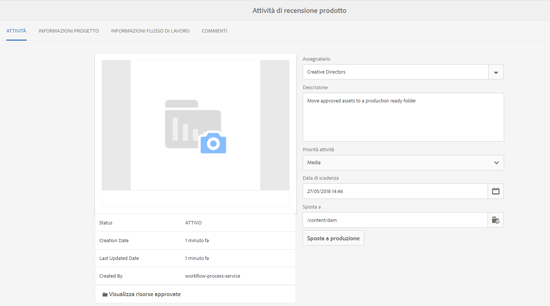 Attività di recensione prodotto
ATTIVITÀ INFORMAZIONI PROGETTO INFORMAZIONI FLUSSO DI LAVORO COMMENTI
Assegnatario
Creative Directors
Descrizione
Move approved assets to a production ready folder
Priorità attività
Media
Data di scadenza
27/05/2019 14:46
Sposta a
/content/dam
Sposta a produzione
Status ATTIVO
Creation Date 1 minuto fa
Last Updated Date 1 minuto fa
Created By workflow-process-service
Visualizza risorse approvate